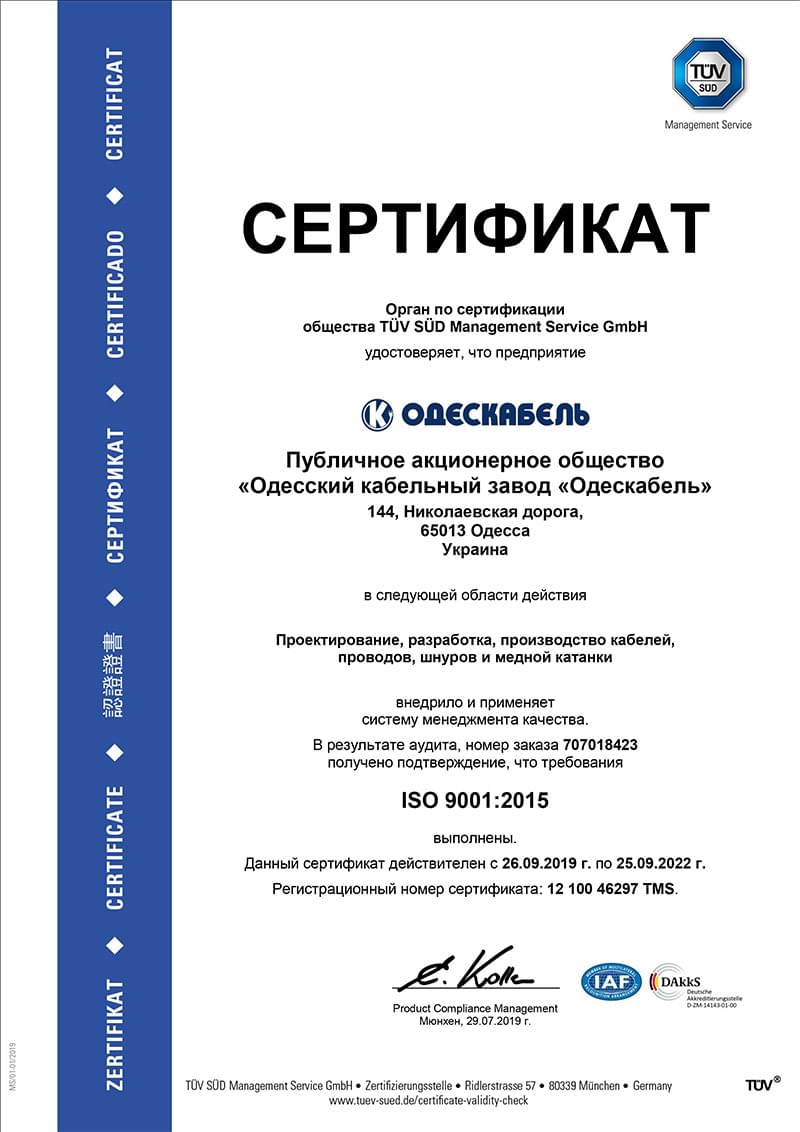 ZERTIFIKAT ◆ CERTIFICATE ◆ 認證證書 ◆ СЕРТИФИКАТ ◆ CERTIFICADO ◆ CERTIFICAT
MS/01-01/2019
TÜV
SÜD
Management Service
СЕРТИФИКАТ
Орган по сертификации
общества TÜV SÜD Management Service GmbH
удостоверяет, что предприятие
К ОДЕСКАБЕЛЬ
Публичное акционерное общество
«Одесский кабельный завод «Одескабель»
144, Николаевская дорога,
65013 Одесса
Украина
в следующей области действия
Проектирование, разработка, производство кабелей,
проводов, шнуров и медной катанки
внедрило и применяет
систему менеджмента качества.
В результате аудита, номер заказа 707018423
получено подтверждение, что требования
ISO 9001:2015
выполнены.
Данный сертификат действителен с 26.09.2019 г. по 25.09.2022 г.
Регистрационный номер сертификата: 12 100 46297 TMS.
Product Compliance Management
Мюнхен, 29.07.2019 г.
MEMBER OF MULTILATERAL
IAF
RECOGNITION ARRANGEMENT
DAkkS
Deutsche
Akkreditierungsstelle
D-ZM-14143-01-00
TÜV SÜD Management Service GmbH • Zertifizierungsstelle • Ridlerstrasse 57 • 80339 München • Germany
www.tuev-sued.de/certificate-validity-check
TÜV®